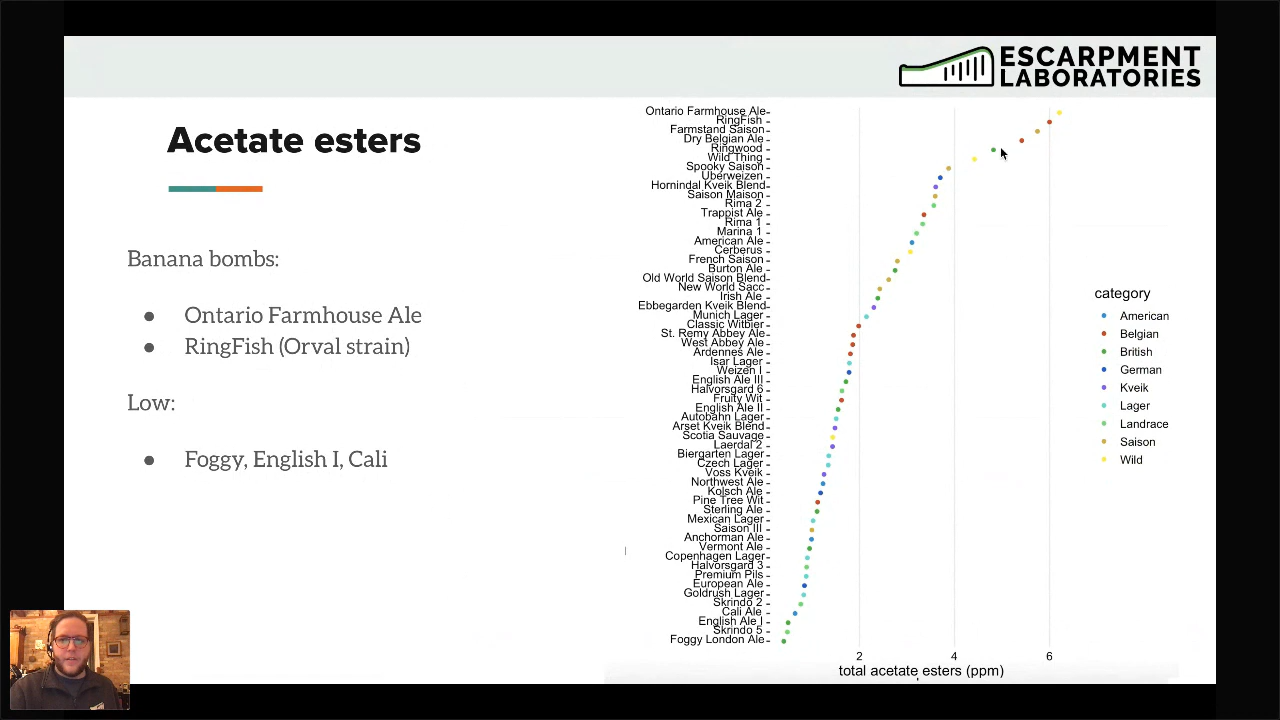 ESCARPMENT
LABORATORIES
Acetate esters
Banana bombs:
● Ontario Farmhouse Ale
● RingFish (Orval strain)
Low:
● Foggy, English I, Cali
Ontario Farmhouse Ale
RingFish
Farmstand Saison
Dry Belgian Ale
Ringwood
Wild Thing
Spooky Saison
Uberweizen
Hornindal Kveik Blend
Saison Maison
Rima 2
Trappist Ale
Rima 1
Marina 1
American Ale
Cerberus
French Saison
Burton Ale
Old World Saison Blend
New World Sacc
Irish Ale
Ebbegarden Kveik Blend
Munich Lager
Classic Witbier
St. Remy Abbey Ale
West Abbey Ale
Ardennes Ale
Isar Lager
Weizen I
English Ale III
Halvorsgard 6
Fruity Wit
English Ale II
Autobahn Lager
Arset Kveik Blend
Scotia Sauvage
Laerdal 2
Biergarten Lager
Czech Lager
Voss Kveik
Northwest Ale
Kolsch Ale
Pine Tree Wit
Sterling Ale
Mexican Lager
Saison III
Anchorman Ale
Vermont Ale
Copenhagen Lager
Halvorsgard 3
Premium Pils
European Ale
Goldrush Lager
Skrindo 2
Cali Ale
English Ale I
Skrindo 5
Foggy London Ale
2 4 6
total acetate esters (ppm)
category
American
Belgian
British
German
Kveik
Lager
Landrace
Saison
Wild